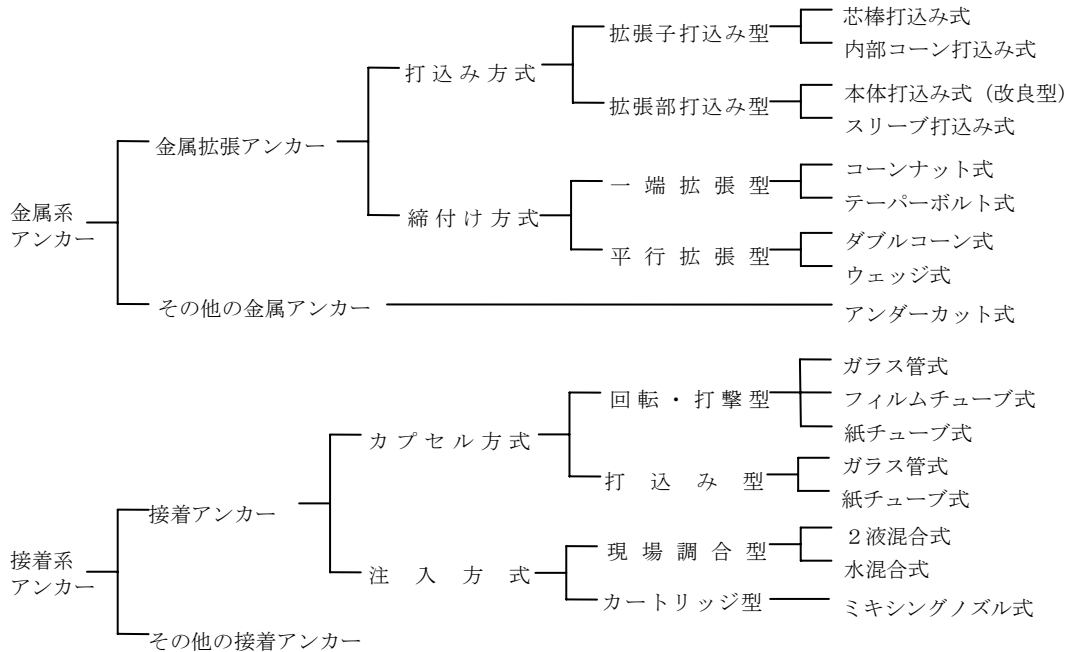 芯棒打込み式
拡張子打込み型
内部コーン打込み式
打込み方式
本体打込み式（改良型）
拡張部打込み型
スリーブ打込み式
金属拡張アンカー
コーンナット式
一端拡張型
テーパーボルト式
金属系
アンカー
締付け方式
ダブルコーン式
平行拡張型
ウェッジ式
その他の金属アンカー
アンダーカット式
ガラス管式
回転・打撃型
フィルムチューブ式
紙チューブ式
カプセル方式
ガラス管式
打込み型
紙チューブ式
接着アンカー
２液混合式
現場調合型
水混合式
接着系
アンカー
注入方式
カートリッジ型
ミキシングノズル式
その他の接着アンカー